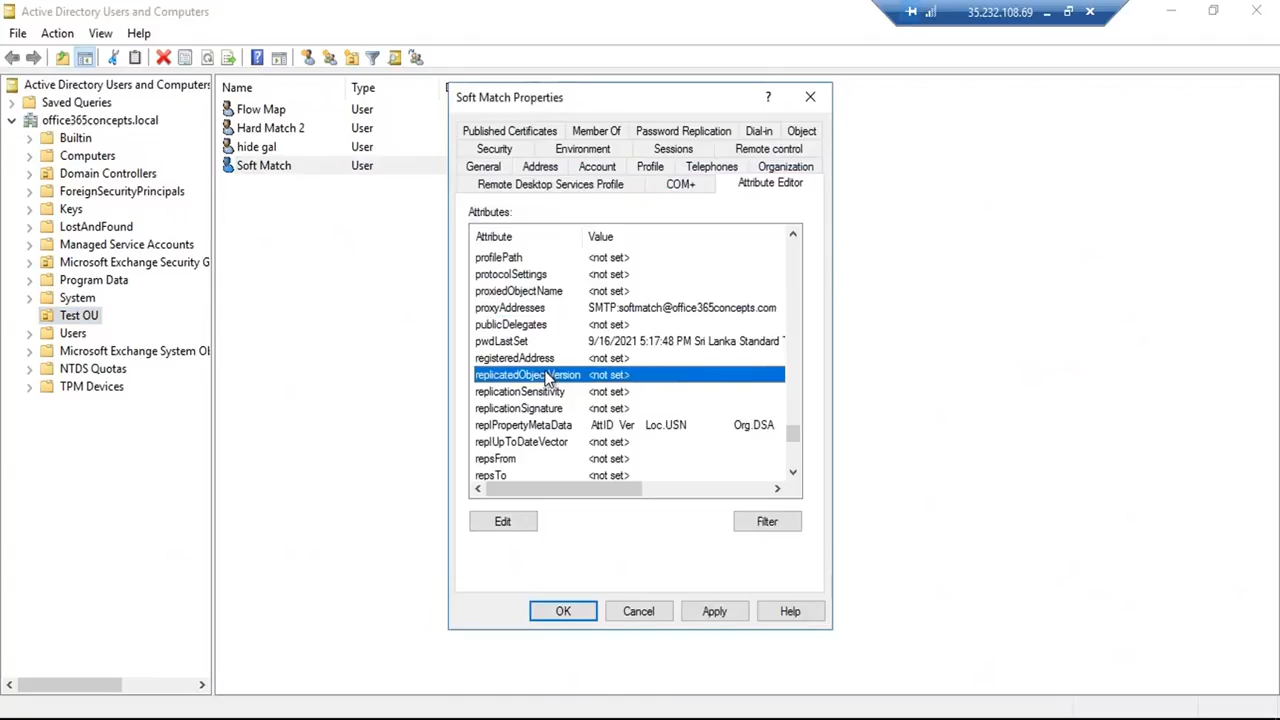 Active Directory Users and Computers
35.232.108.69
File Action View Help
Active Directory Users and Computers
Saved Queries
office365concepts.local
Builtin
Computers
Domain Controllers
ForeignSecurityPrincipals
Keys
LostAndFound
Managed Service Accounts
Microsoft Exchange Security G
Program Data
System
Test OU
Users
Microsoft Exchange System Ol
NTDS Quotas
TPM Devices
Name Type
Flow Map User
Hard Match 2 User
hide gal User
Soft Match User
Soft Match Properties
Published Certificates Member Of Password Replication Dial-in Object
Security Environment Sessions Remote control
General Address Account Profile Telephones Organization
Remote Desktop Services Profile COM+ Attribute Editor
Attributes:
Attribute Value
profilePath <not set>
protocolSettings <not set>
proxiedObjectName <not set>
proxyAddresses SMTP:softmatch@office365concepts.com
publicDelegates <not set>
pwdLastSet 9/16/2021 5:17:48 PM Sri Lanka Standard T
registeredAddress <not set>
replicatedObjectVersion <not set>
replicationSensitivity <not set>
replicationSignature <not set>
replPropertyMetaData AttID Ver Loc.USN Org.DSA
replUpToDateVector <not set>
repsFrom <not set>
repsTo <not set>
Edit Filter
OK Cancel Apply Help